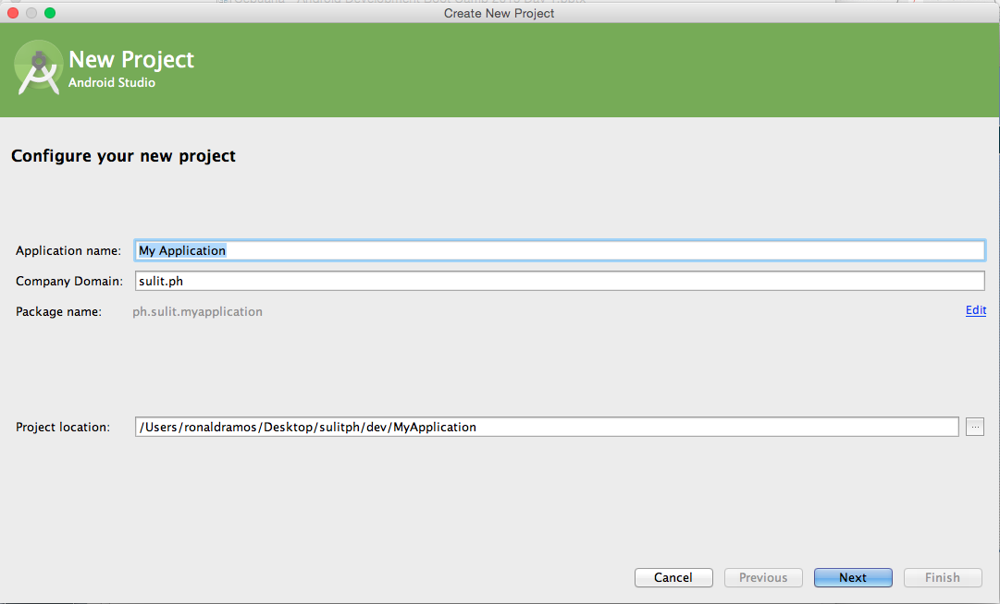 Create New Project
New Project
Android Studio
Configure your new project
Application name: My Application
Company Domain: sulit.ph
Package name: ph.sulit.myapplication Edit
Project location: /Users/ronaldramos/Desktop/sulitph/dev/MyApplication ...
Cancel Previous Next Finish